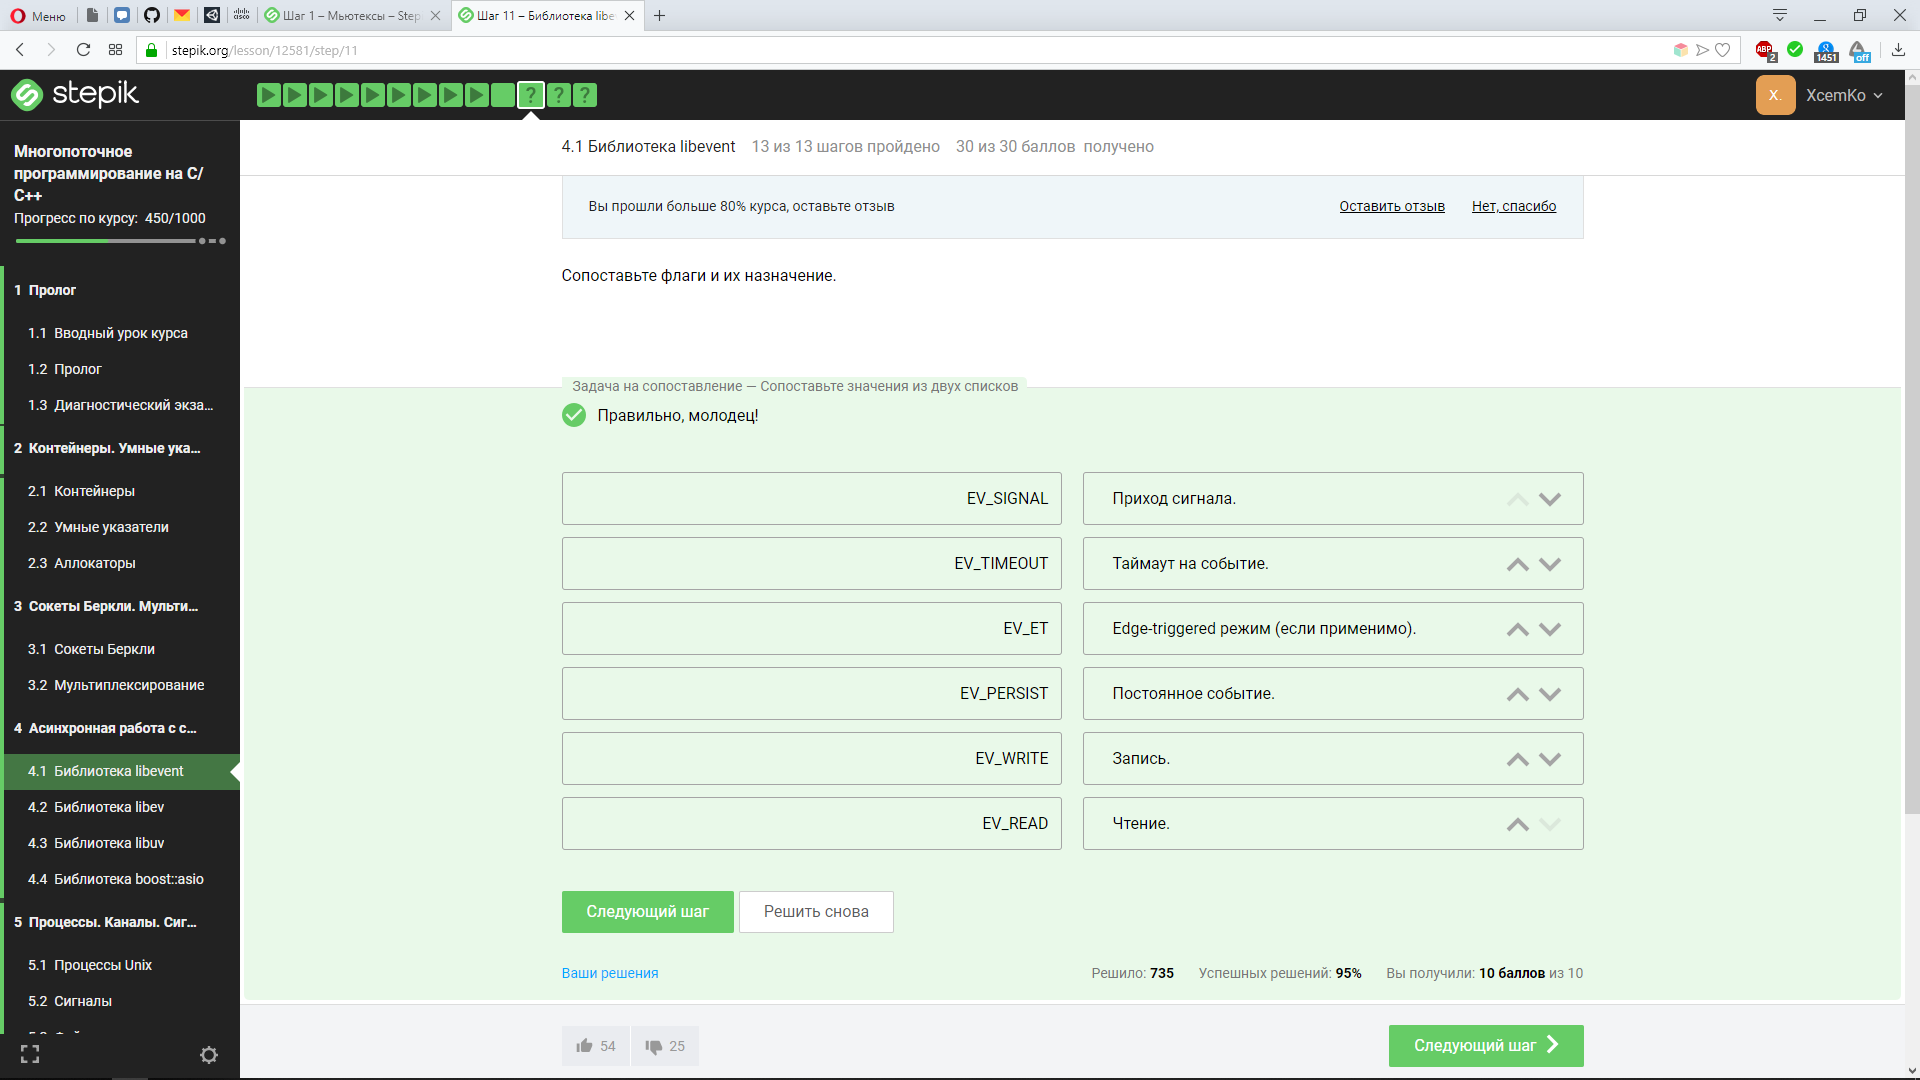 Меню
Шаг 1 – Мьютексы – Step
Шаг 11 – Библиотека libe
stepik.org/lesson/12581/step/11
ABP
2
1451
off
stepik
X.
XcemKo
Многопоточное
программирование на C/
C++
Прогресс по курсу: 450/1000
1 Пролог
1.1 Вводный урок курса
1.2 Пролог
1.3 Диагностический экза...
2 Контейнеры. Умные ука...
2.1 Контейнеры
2.2 Умные указатели
2.3 Аллокаторы
3 Сокеты Беркли. Мульти...
3.1 Сокеты Беркли
3.2 Мультиплексирование
4 Асинхронная работа с с...
4.1 Библиотека libevent
4.2 Библиотека libev
4.3 Библиотека libuv
4.4 Библиотека boost::asio
5 Процессы. Каналы. Сиг...
5.1 Процессы Unix
5.2 Сигналы
4.1 Библиотека libevent 13 из 13 шагов пройдено 30 из 30 баллов получено
Вы прошли больше 80% курса, оставьте отзыв
Оставить отзыв
Нет, спасибо
Сопоставьте флаги и их назначение.
Задача на сопоставление — Сопоставьте значения из двух списков
Правильно, молодец!
EV_SIGNAL
Приход сигнала.
EV_TIMEOUT
Таймаут на событие.
EV_ET
Edge-triggered режим (если применимо).
EV_PERSIST
Постоянное событие.
EV_WRITE
Запись.
EV_READ
Чтение.
Следующий шаг
Решить снова
Ваши решения
Решило: 735
Успешных решений: 95%
Вы получили: 10 баллов из 10
54
25
Следующий шаг